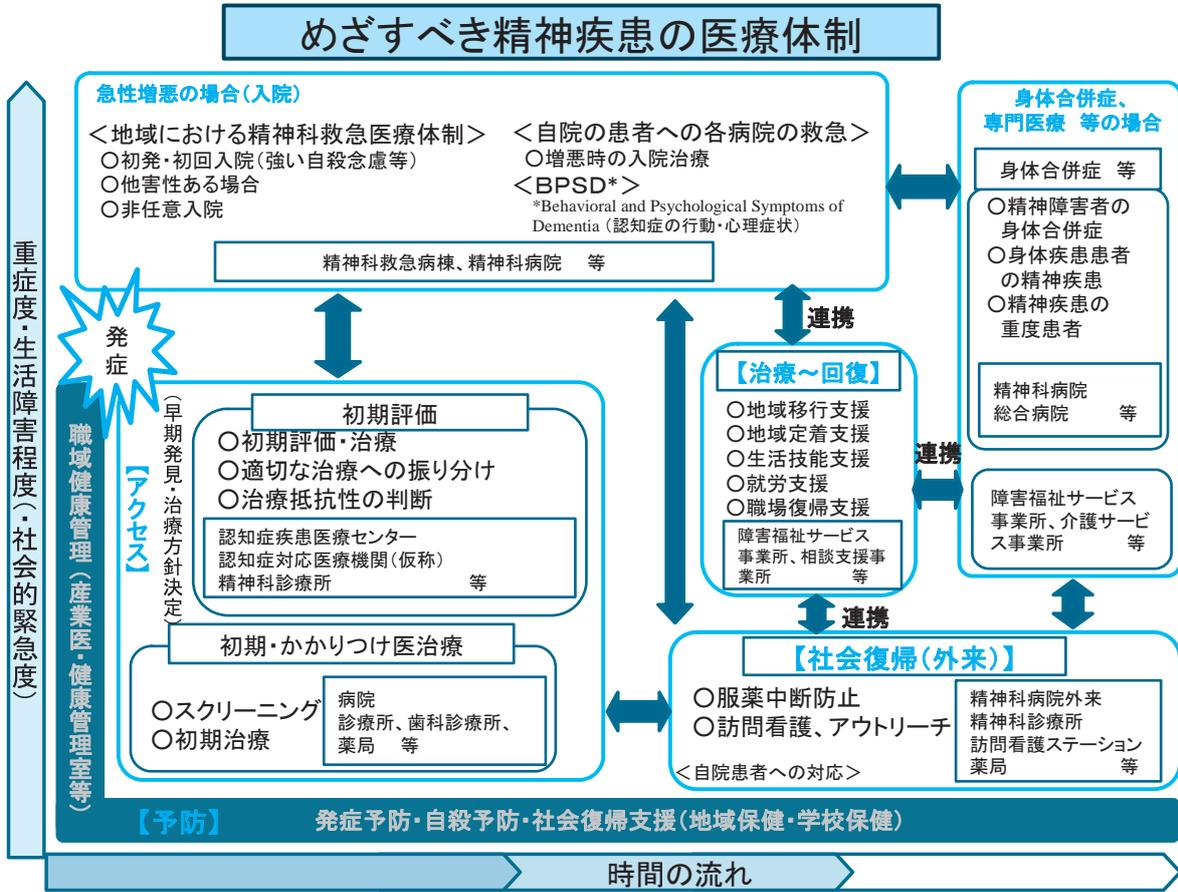 めざすべき精神疾患の医療体制
急性増悪の場合(入院)
＜地域における精神科救急医療体制＞
○初発・初回入院(強い自殺念慮等)
○他害性ある場合
○非任意入院
＜自院の患者への各病院の救急＞
○増悪時の入院治療
＜BPSD*＞
*Behavioral and Psychological Symptoms of
Dementia (認知症の行動・心理症状)
精神科救急病棟、精神科病院 等
身体合併症、
専門医療 等の場合
身体合併症 等
○精神障害者の
身体合併症
○身体疾患患者
の精神疾患
○精神疾患の
重度患者
精神科病院
総合病院 等
障害福祉サービス
事業所、介護サービ
ス事業所 等
重症度・生活障害程度(・社会的緊急度)
発
症
職域健康管理(産業医・健康管理室等)
【アクセス】
(早期発見・治療方針決定)
初期評価
○初期評価・治療
○適切な治療への振り分け
○治療抵抗性の判断
認知症疾患医療センター
認知症対応医療機関(仮称)
精神科診療所 等
初期・かかりつけ医治療
○スクリーニング
○初期治療
病院
診療所、歯科診療所、
薬局 等
連携
【治療～回復】
○地域移行支援
○地域定着支援
○生活技能支援
○就労支援
○職場復帰支援
障害福祉サービス
事業所、相談支援事
業所 等
連携
連携
【社会復帰(外来)】
○服薬中断防止
○訪問看護、アウトリーチ
＜自院患者への対応＞
精神科病院外来
精神科診療所
訪問看護ステーション
薬局 等
【予防】 発症予防・自殺予防・社会復帰支援(地域保健・学校保健)
時間の流れ